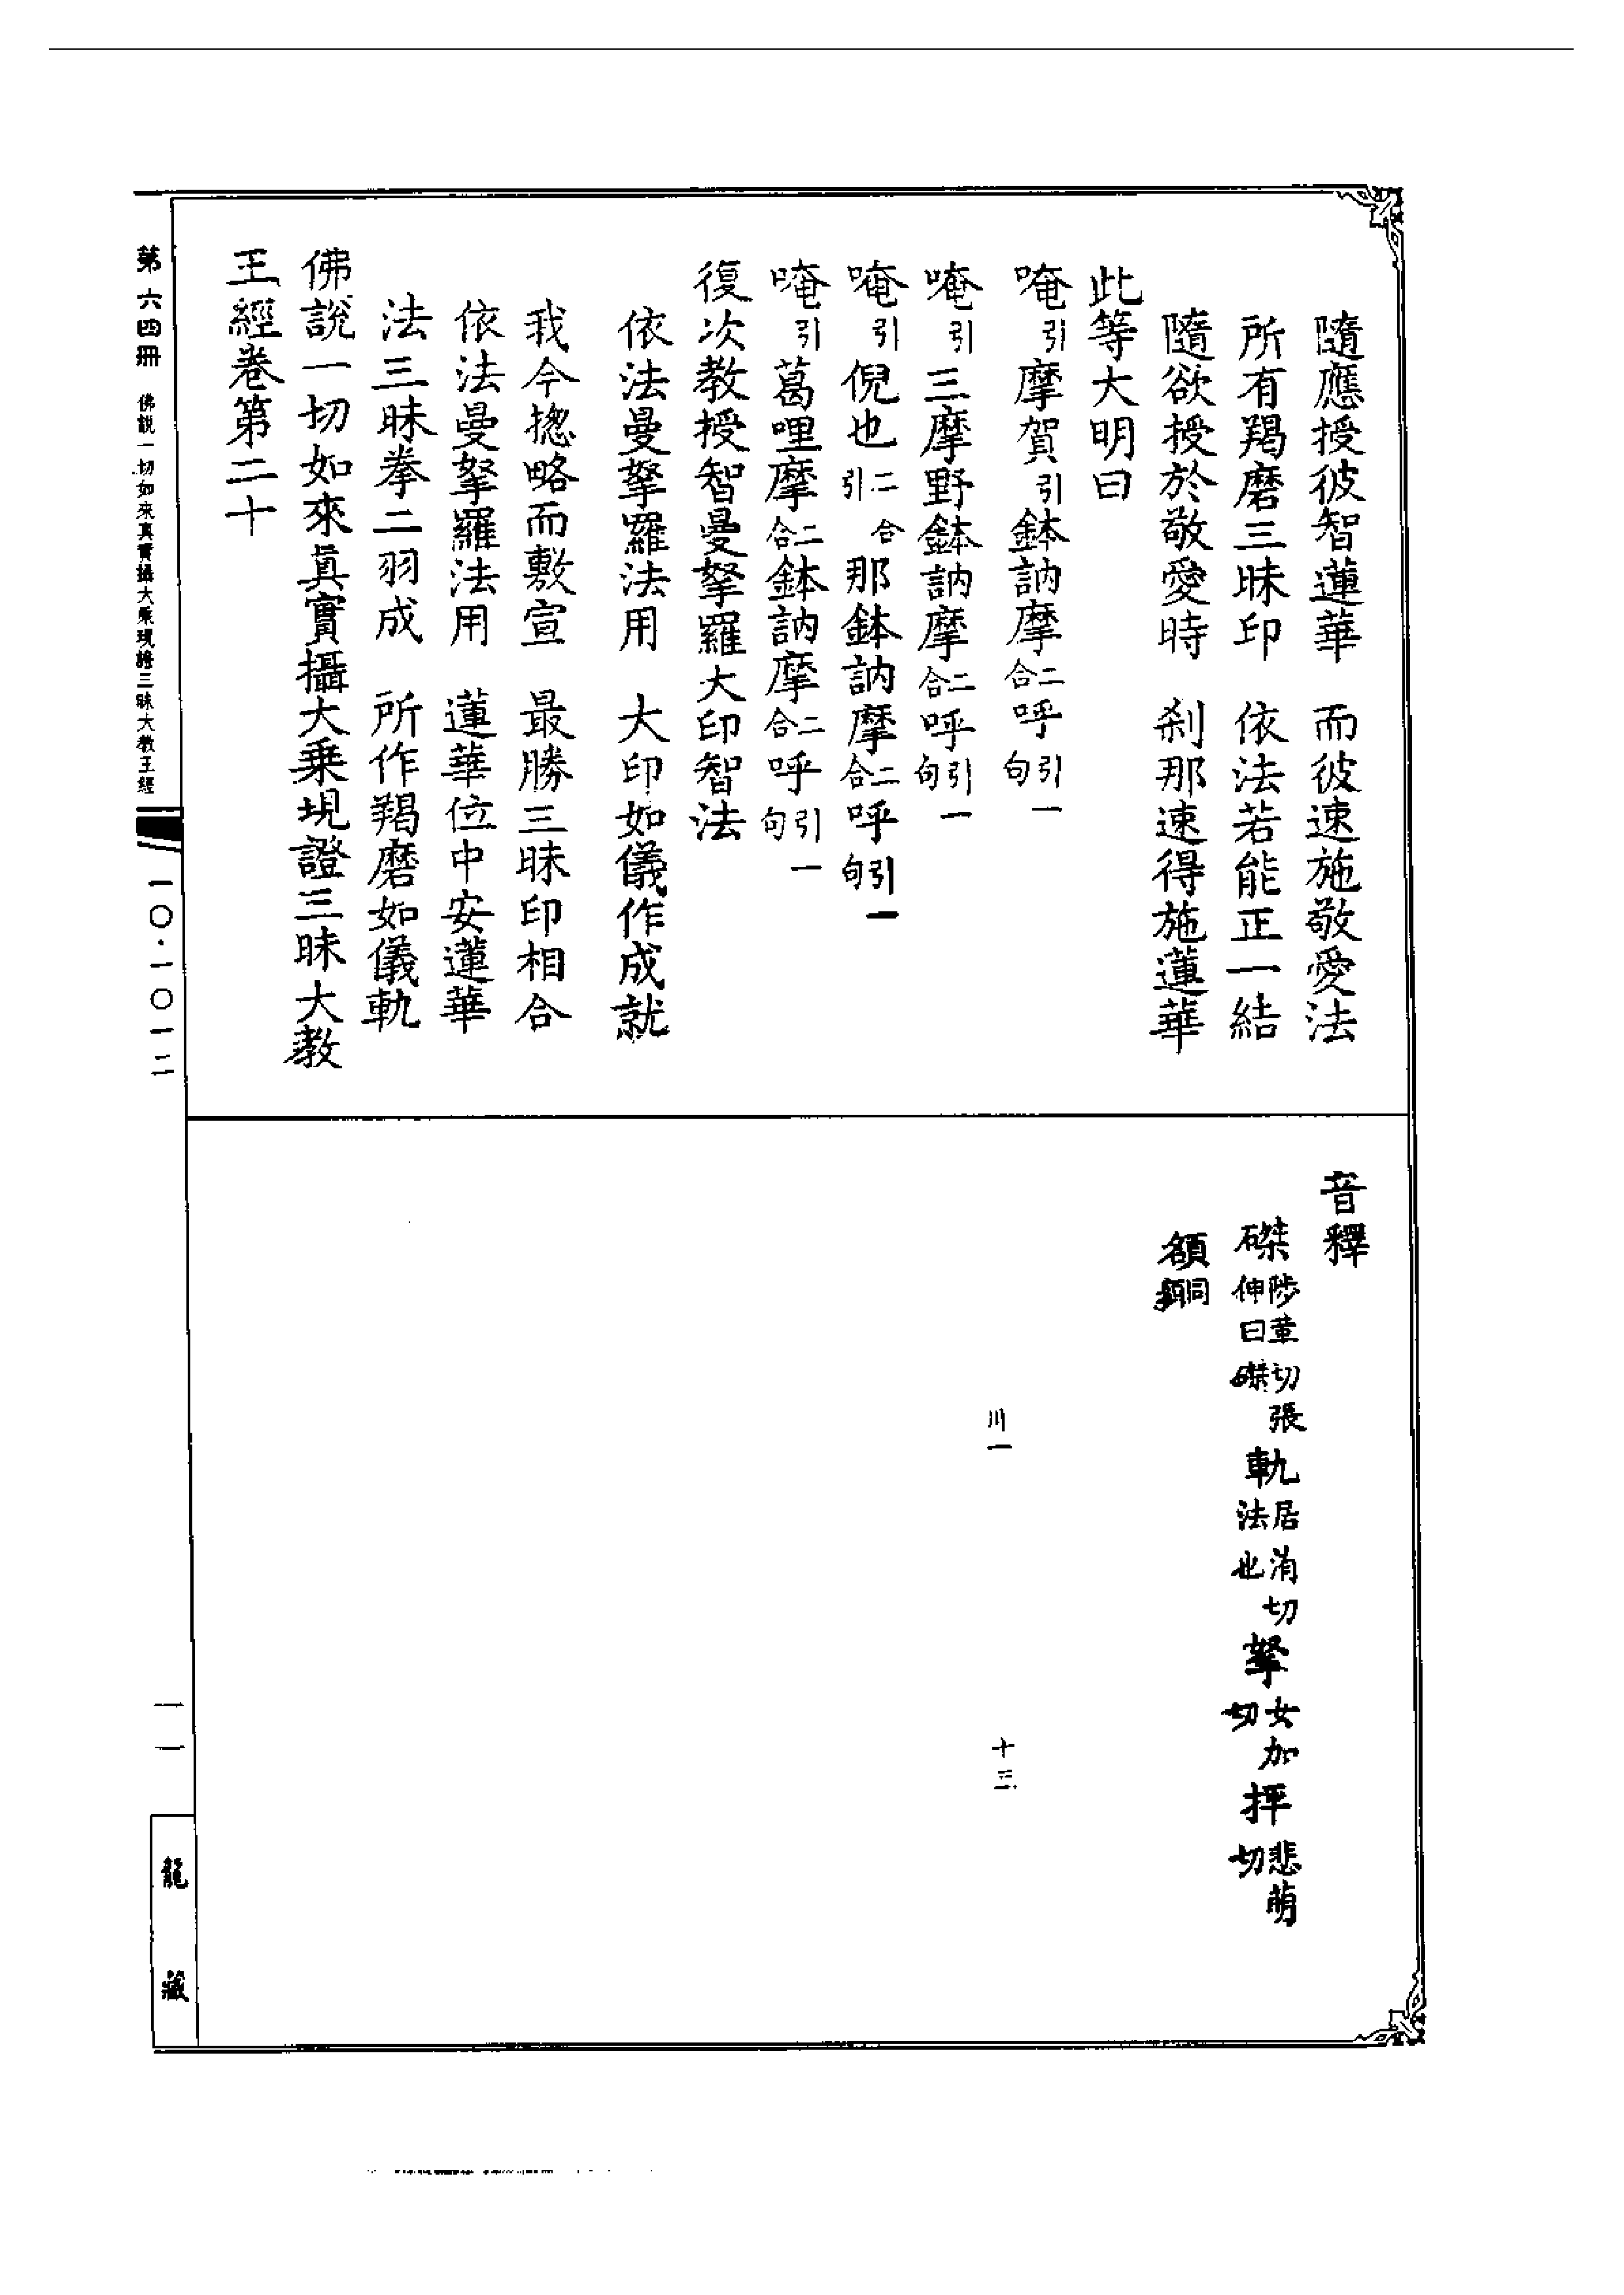 隨應授彼智蓮華　而彼速施敬愛法
所有羯磨三昧印　依法若能正一結
隨欲授於敬愛時　剎那速得施蓮華
此等大明曰
唵引摩賀引鉢訥摩二合呼引一句
唵引三摩野鉢訥摩二合呼引一句
唵引倪也二合引那鉢訥摩二合呼引一句
唵引葛哩摩二合鉢訥摩二合呼引一句
復次教授智曼拏羅大印智法
依法曼拏羅法用　大印如儀作成就
我今揔略而敷宣　最勝三昧印相合
依法曼拏羅法用　蓮華位中安蓮華
法三昧拳二羽成　所作羯磨如儀軌
佛說一切如來真實攝大乘現證三昧大教
王經卷第二十
音釋
磔陟革切張伸曰磔 軌居洧切法也 拏女加切 抨悲萌切
額同
川一
十三
第六四冊　佛說一切如來真實攝大乘現證三昧大教王經
一〇·一〇一二
一一
龍藏